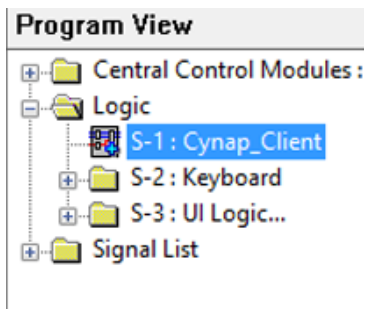 Program View
Central Control Modules :
Logic
S-1 : Cynap_Client
S-2 : Keyboard
S-3 : UI Logic...
Signal List